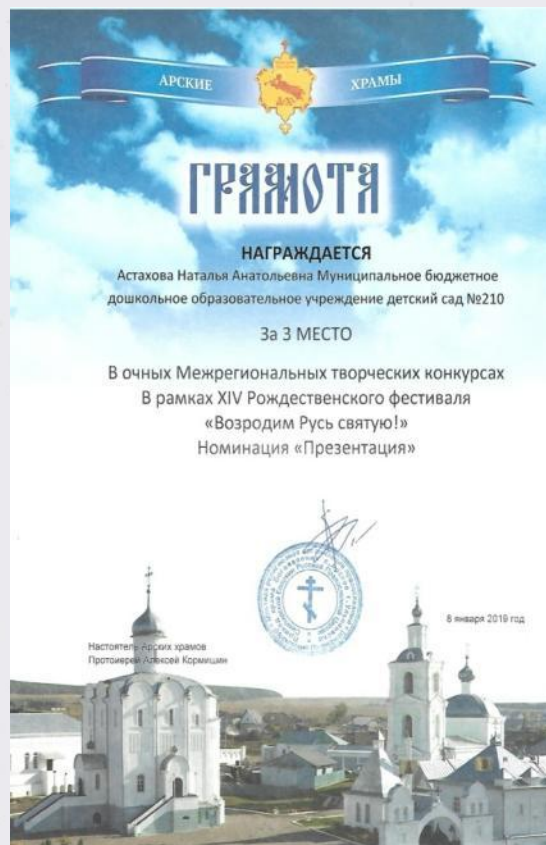 АРСКИЕ ХРАМЫ
ГРАМОТА
НАГРАЖДАЕТСЯ
Астахова Наталья Анатольевна Муниципальное бюджетное
дошкольное образовательное учреждение детский сад №210
За 3 МЕСТО
В очных Межрегиональных творческих конкурсах
В рамках XIV Рождественского фестиваля
«Возродим Русь святую!»
Номинация «Презентация»
8 января 2019 год
Настоятель Арских храмов
Протоиерей Алексей Кормишин